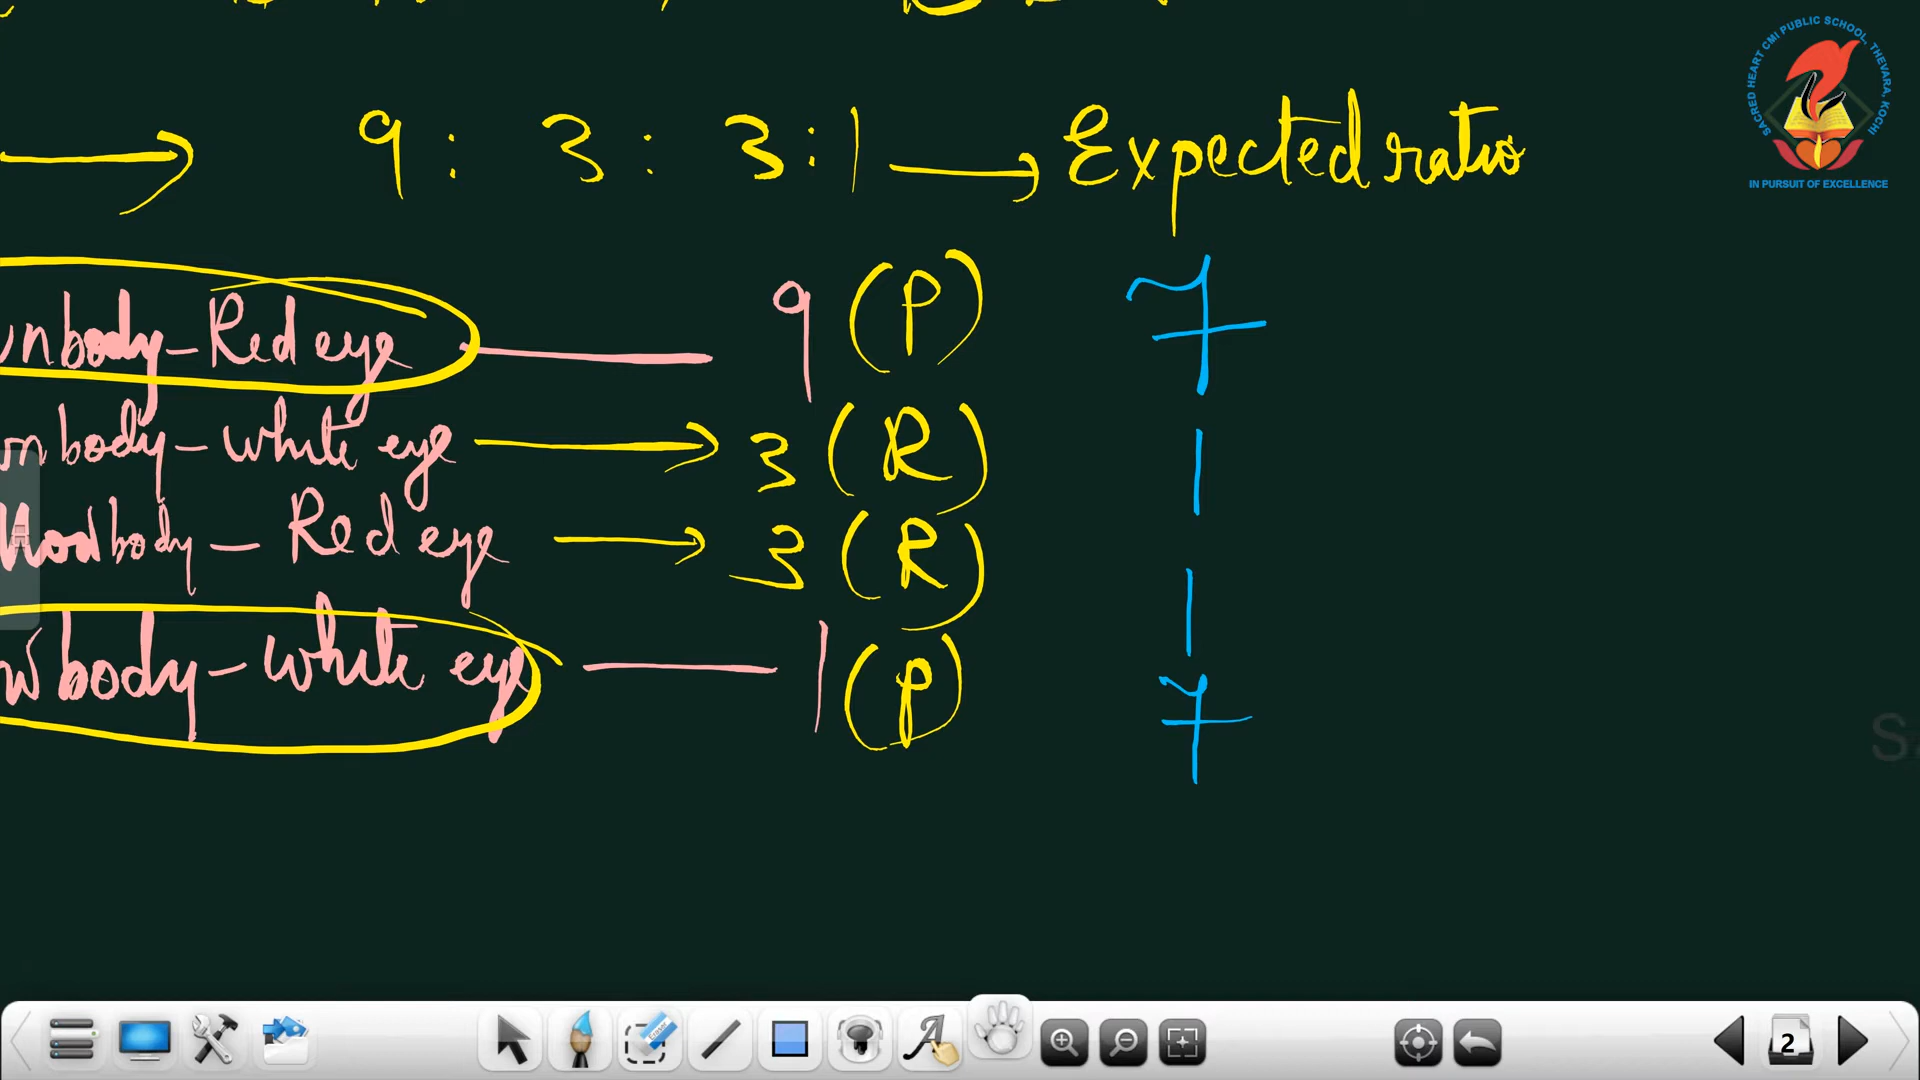 9 : 3 : 3 : 1 → Expected ratio
SACRED HEART CMI PUBLIC SCHOOL, THEVARA, KOCHI
IN PURSUIT OF EXCELLENCE
wn body - Red eye — 9 (P) 7
wn body - white eye → 3 (R) 1
body - Red eye → 3 (R) 1
w body - white eye — 1 (P) 7
2